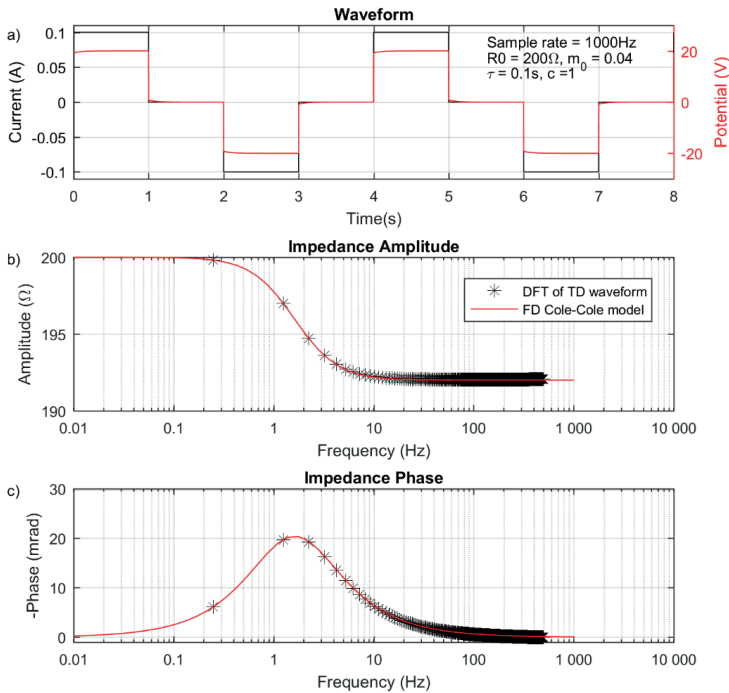 Waveform
a)
0.1
0.05
0
-0.05
-0.1
Current (A)
Sample rate = 1000Hz
R0 = 200Ω, m0 = 0.04
τ = 0.1s, c =1
20
0
-20
Potential (V)
0 1 2 3 4 5 6 7 8
Time(s)
Impedance Amplitude
b)
200
195
190
Amplitude (Ω)
DFT of TD waveform
FD Cole-Cole model
0.01 0.1 1 10 100 1 000 10 000
Frequency (Hz)
Impedance Phase
c)
30
20
10
0
-Phase (mrad)
0.01 0.1 1 10 100 1 000 10 000
Frequency (Hz)